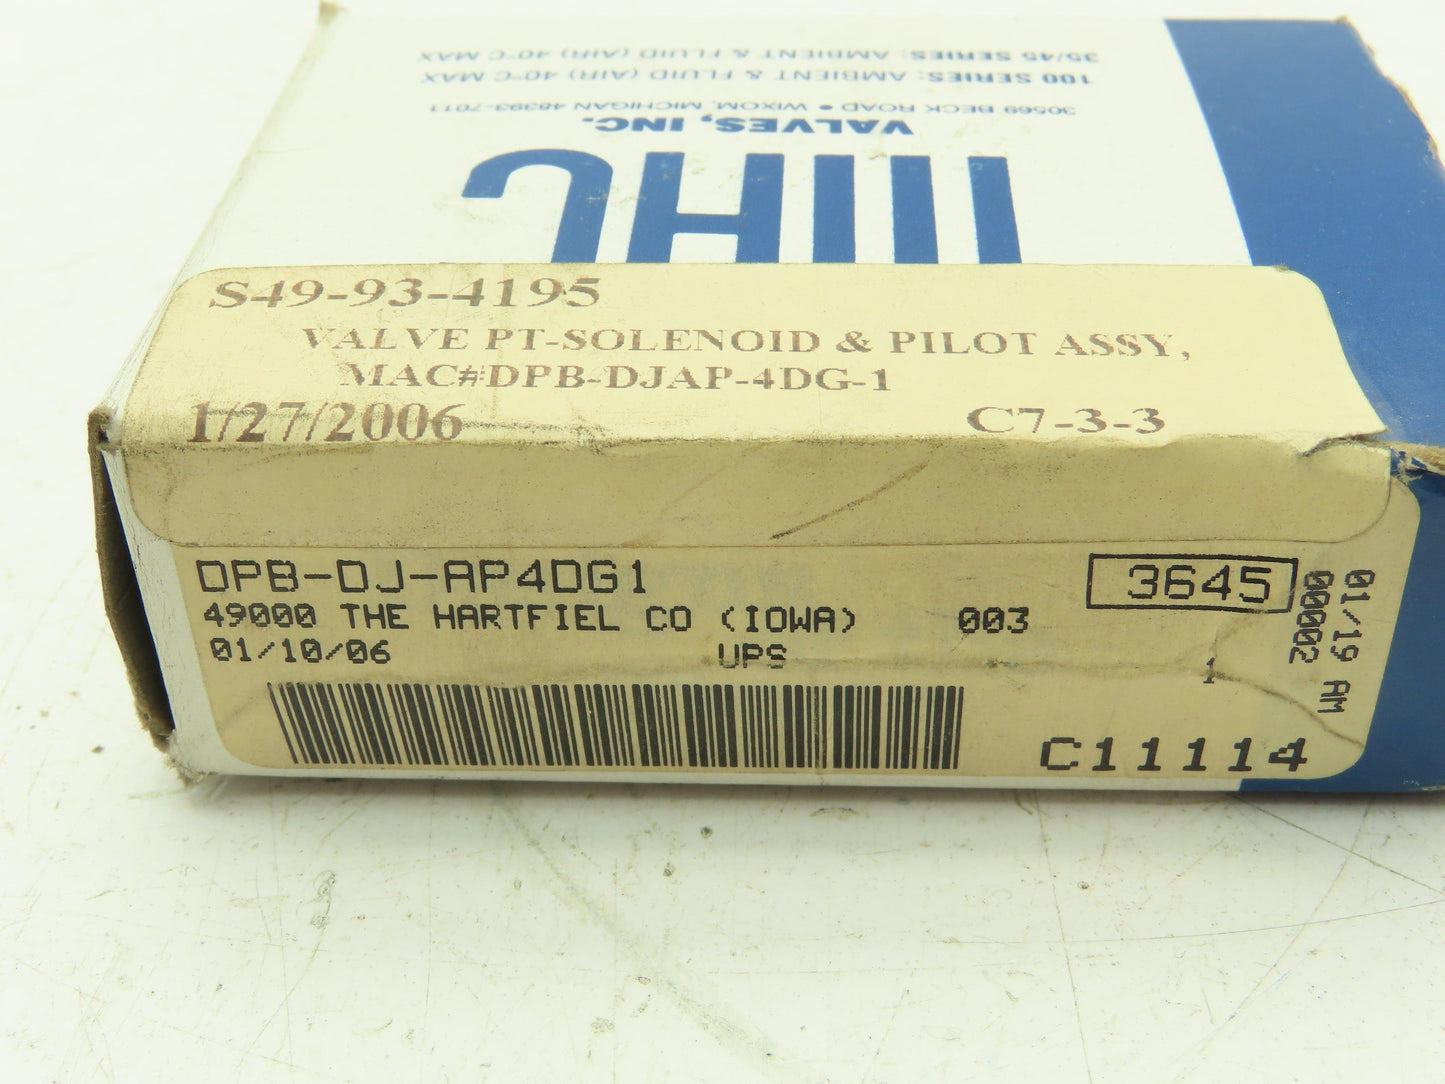 35/45 SERIES: AMBIENT & FLUID (AIR) 40°C MAX
100 SERIES: AMBIENT & FLUID (AIR) 40°C MAX
30569 BECK ROAD • WIXOM, MICHIGAN 48393-7011
VALVES, INC.
S49-93-4195
VALVE PT-SOLENOID & PILOT ASSY,
MAC#DPB-DJAP-4DG-1
1/27/2006 C7-3-3
DPB-DJ-AP4DG1 3645
49000 THE HARTFIEL CO (IOWA) 003
01/10/06 UPS 1
01/19 AM
00002
C11114